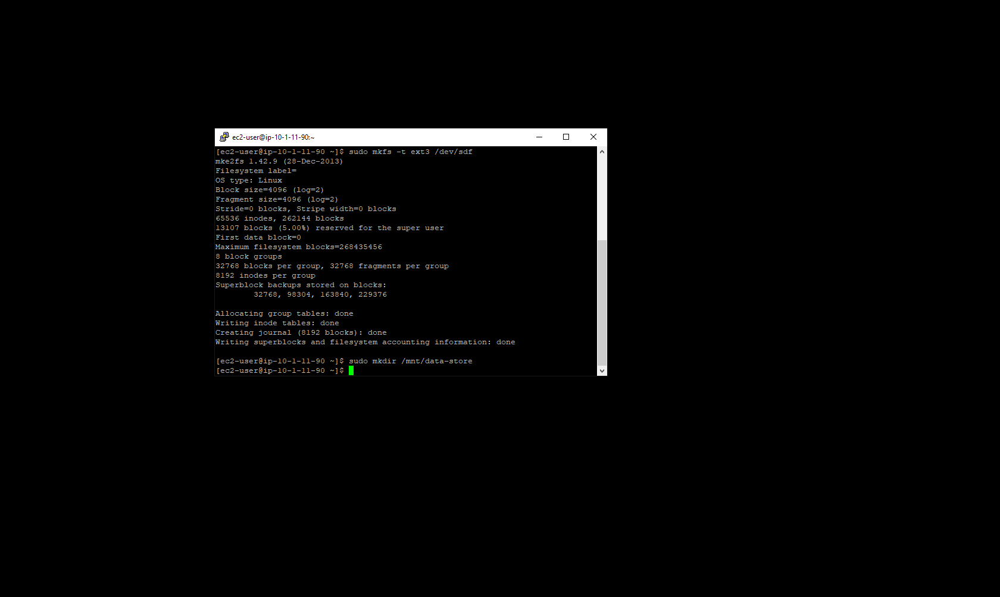 ec2-user@ip-10-1-11-90:~
[ec2-user@ip-10-1-11-90 ~]$ sudo mkfs -t ext3 /dev/sdf
mke2fs 1.42.9 (28-Dec-2013)
Filesystem label=
OS type: Linux
Block size=4096 (log=2)
Fragment size=4096 (log=2)
Stride=0 blocks, Stripe width=0 blocks
65536 inodes, 262144 blocks
13107 blocks (5.00%) reserved for the super user
First data block=0
Maximum filesystem blocks=268435456
8 block groups
32768 blocks per group, 32768 fragments per group
8192 inodes per group
Superblock backups stored on blocks:
        32768, 98304, 163840, 229376
Allocating group tables: done
Writing inode tables: done
Creating journal (8192 blocks): done
Writing superblocks and filesystem accounting information: done
[ec2-user@ip-10-1-11-90 ~]$ sudo mkdir /mnt/data-store
[ec2-user@ip-10-1-11-90 ~]$